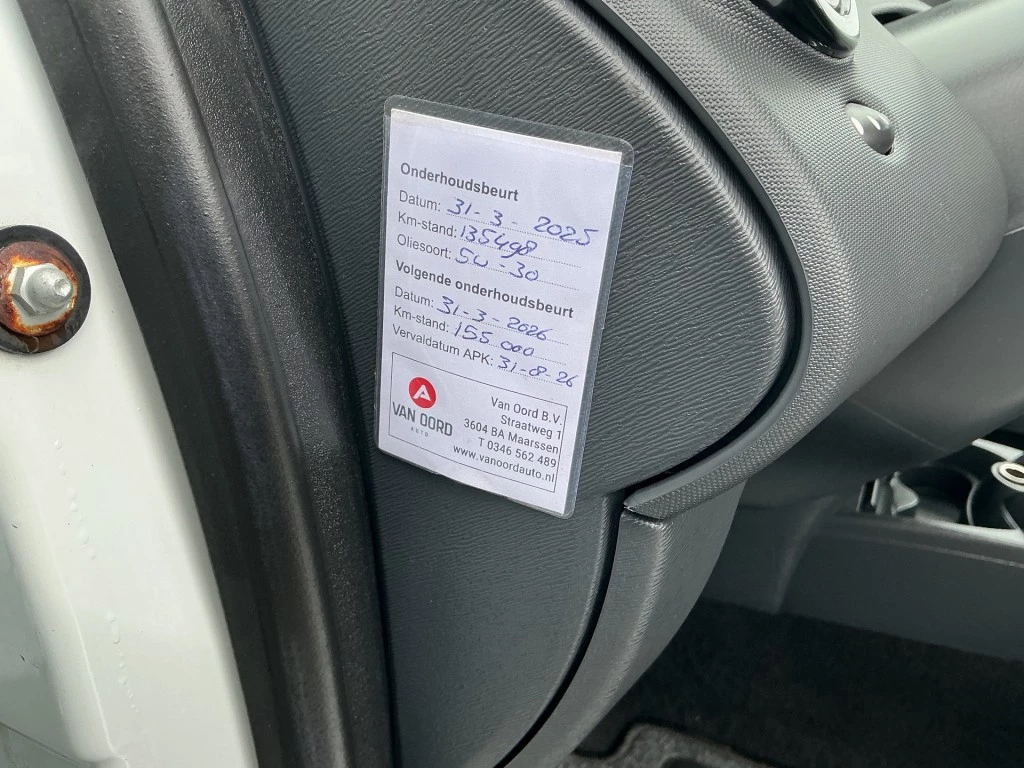 Onderhoudsbeurt
Datum: 31-3-2025
Km-stand: 135498
Oliesoort: 5W-30
Volgende onderhoudsbeurt
Datum: 31-3-2026
Km-stand: 155 000
Vervaldatum APK: 31-8-26
VAN OORD
AUTO
Van Oord B.V.
Straatweg 1
3604 BA Maarssen
T 0346 562 489
www.vanoordauto.nl